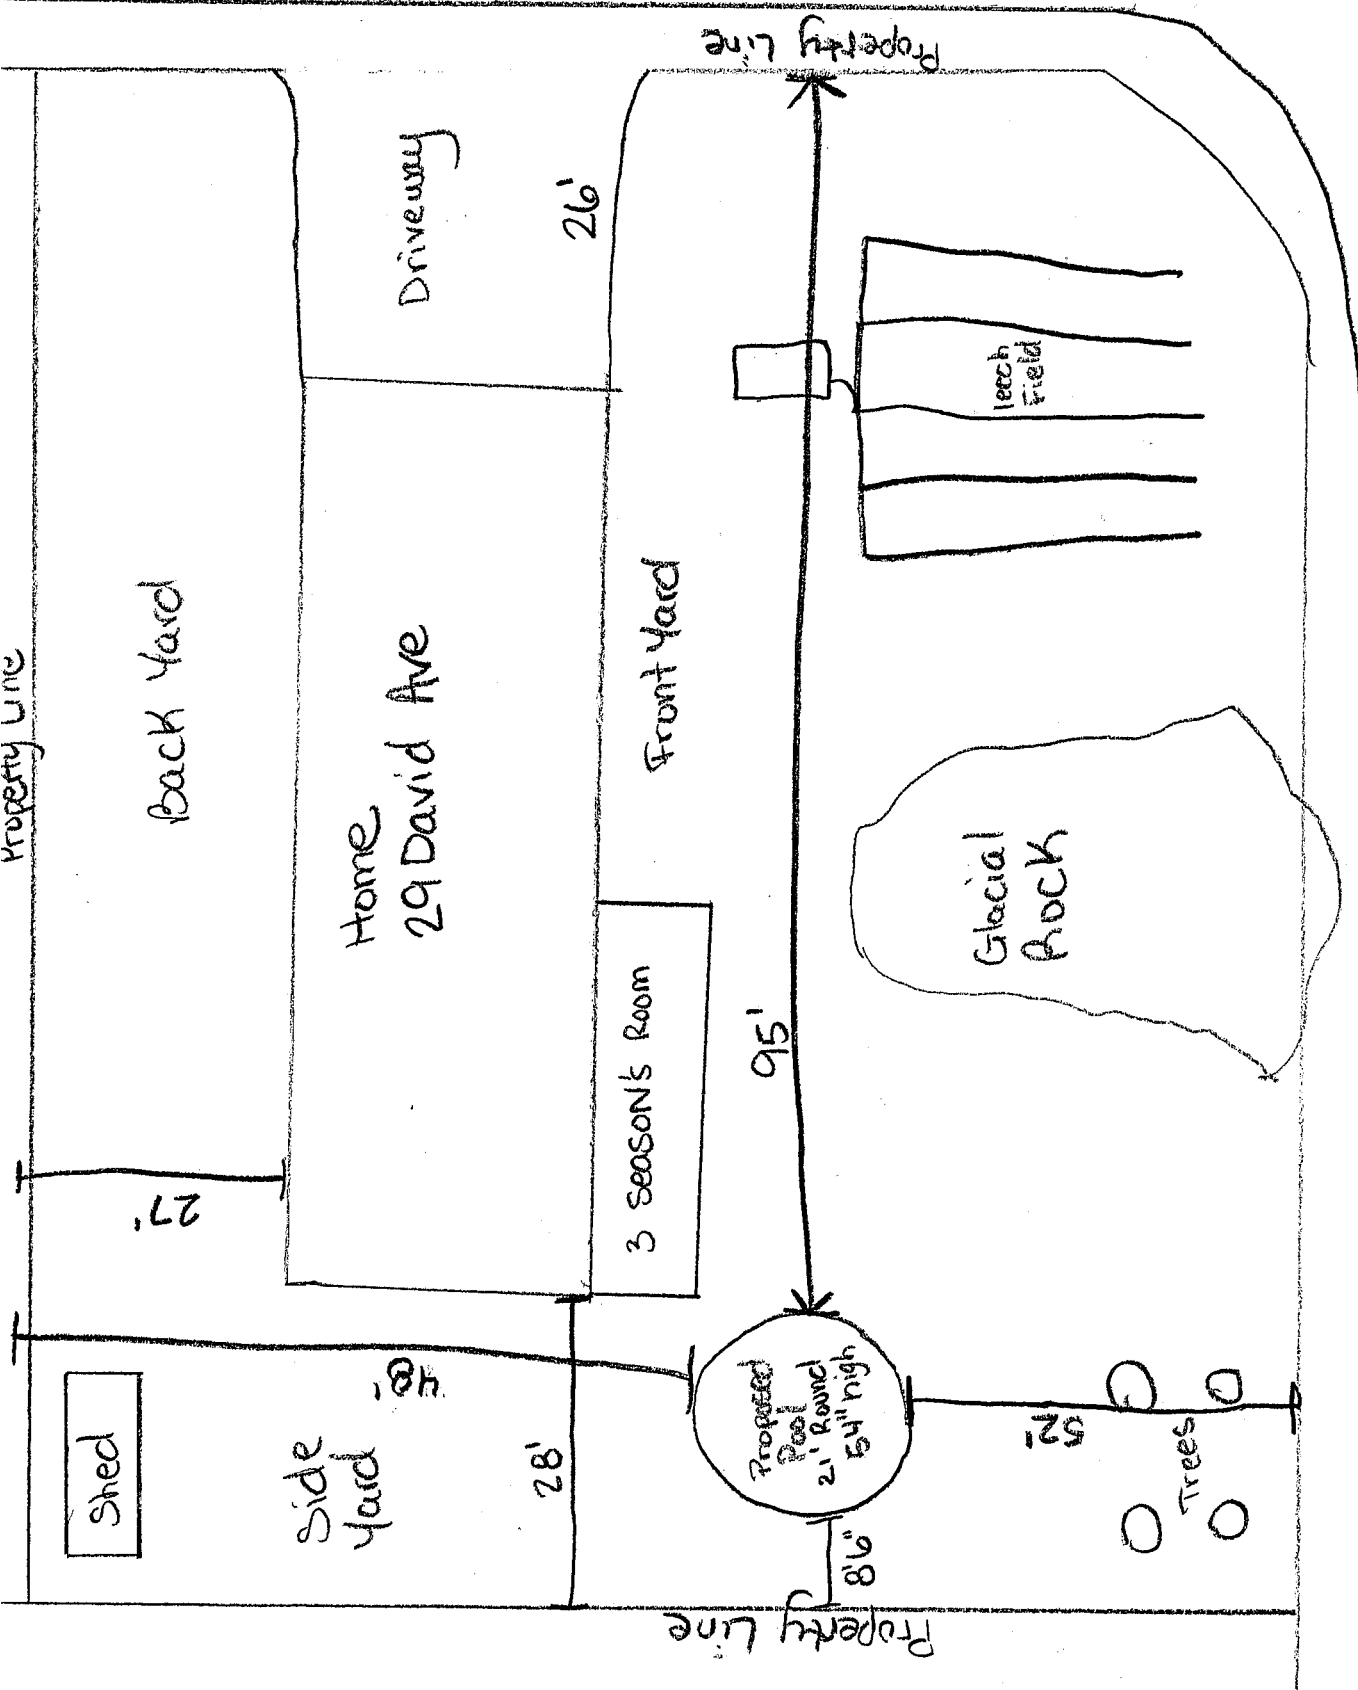 Property Line
Back Yard
27'
Home
29 David Ave
Driveway
26'
Property Line
Front Yard
3 Season's Room
95'
leech
Field
Glacial
Rock
Shed
Side
Yard
28'
Proposed
Pool
21' Round
54" high
8'6"
52'
Trees
Property Line